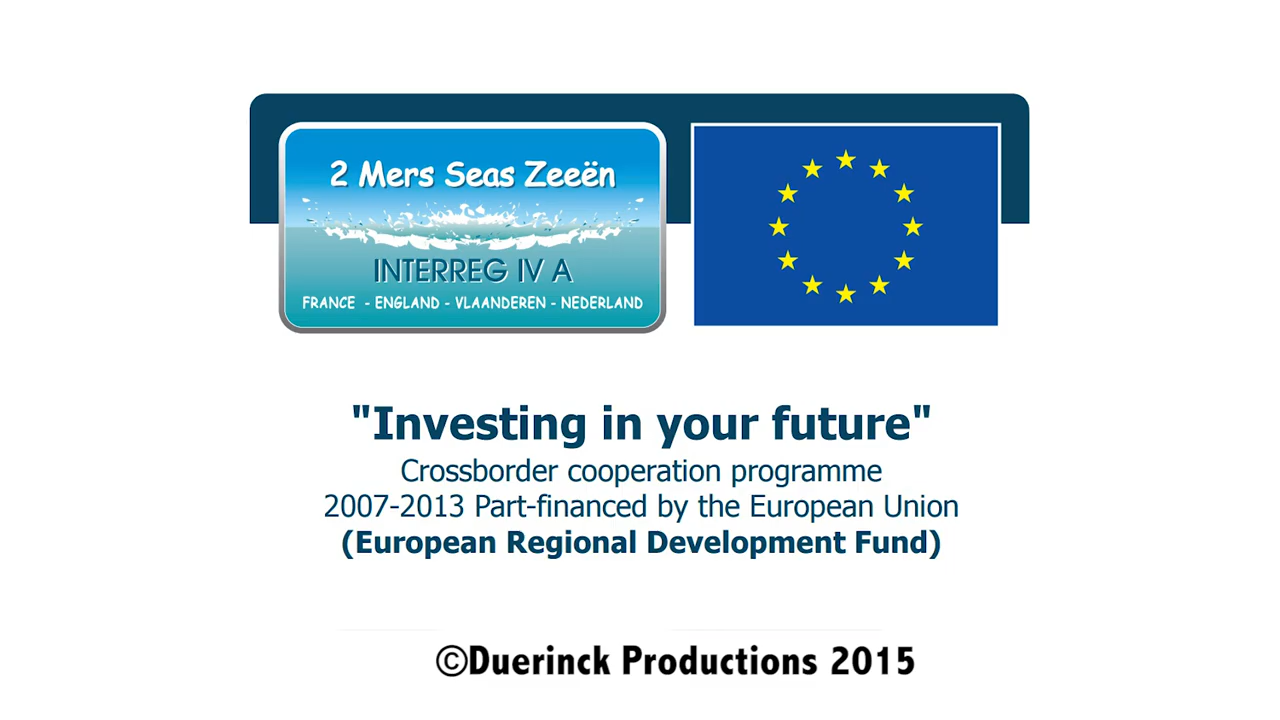 2 Mers Seas Zeeën
INTERREG IV A
FRANCE - ENGLAND - VLAANDEREN - NEDERLAND
"Investing in your future"
Crossborder cooperation programme
2007-2013 Part-financed by the European Union
(European Regional Development Fund)
©Duerinck Productions 2015